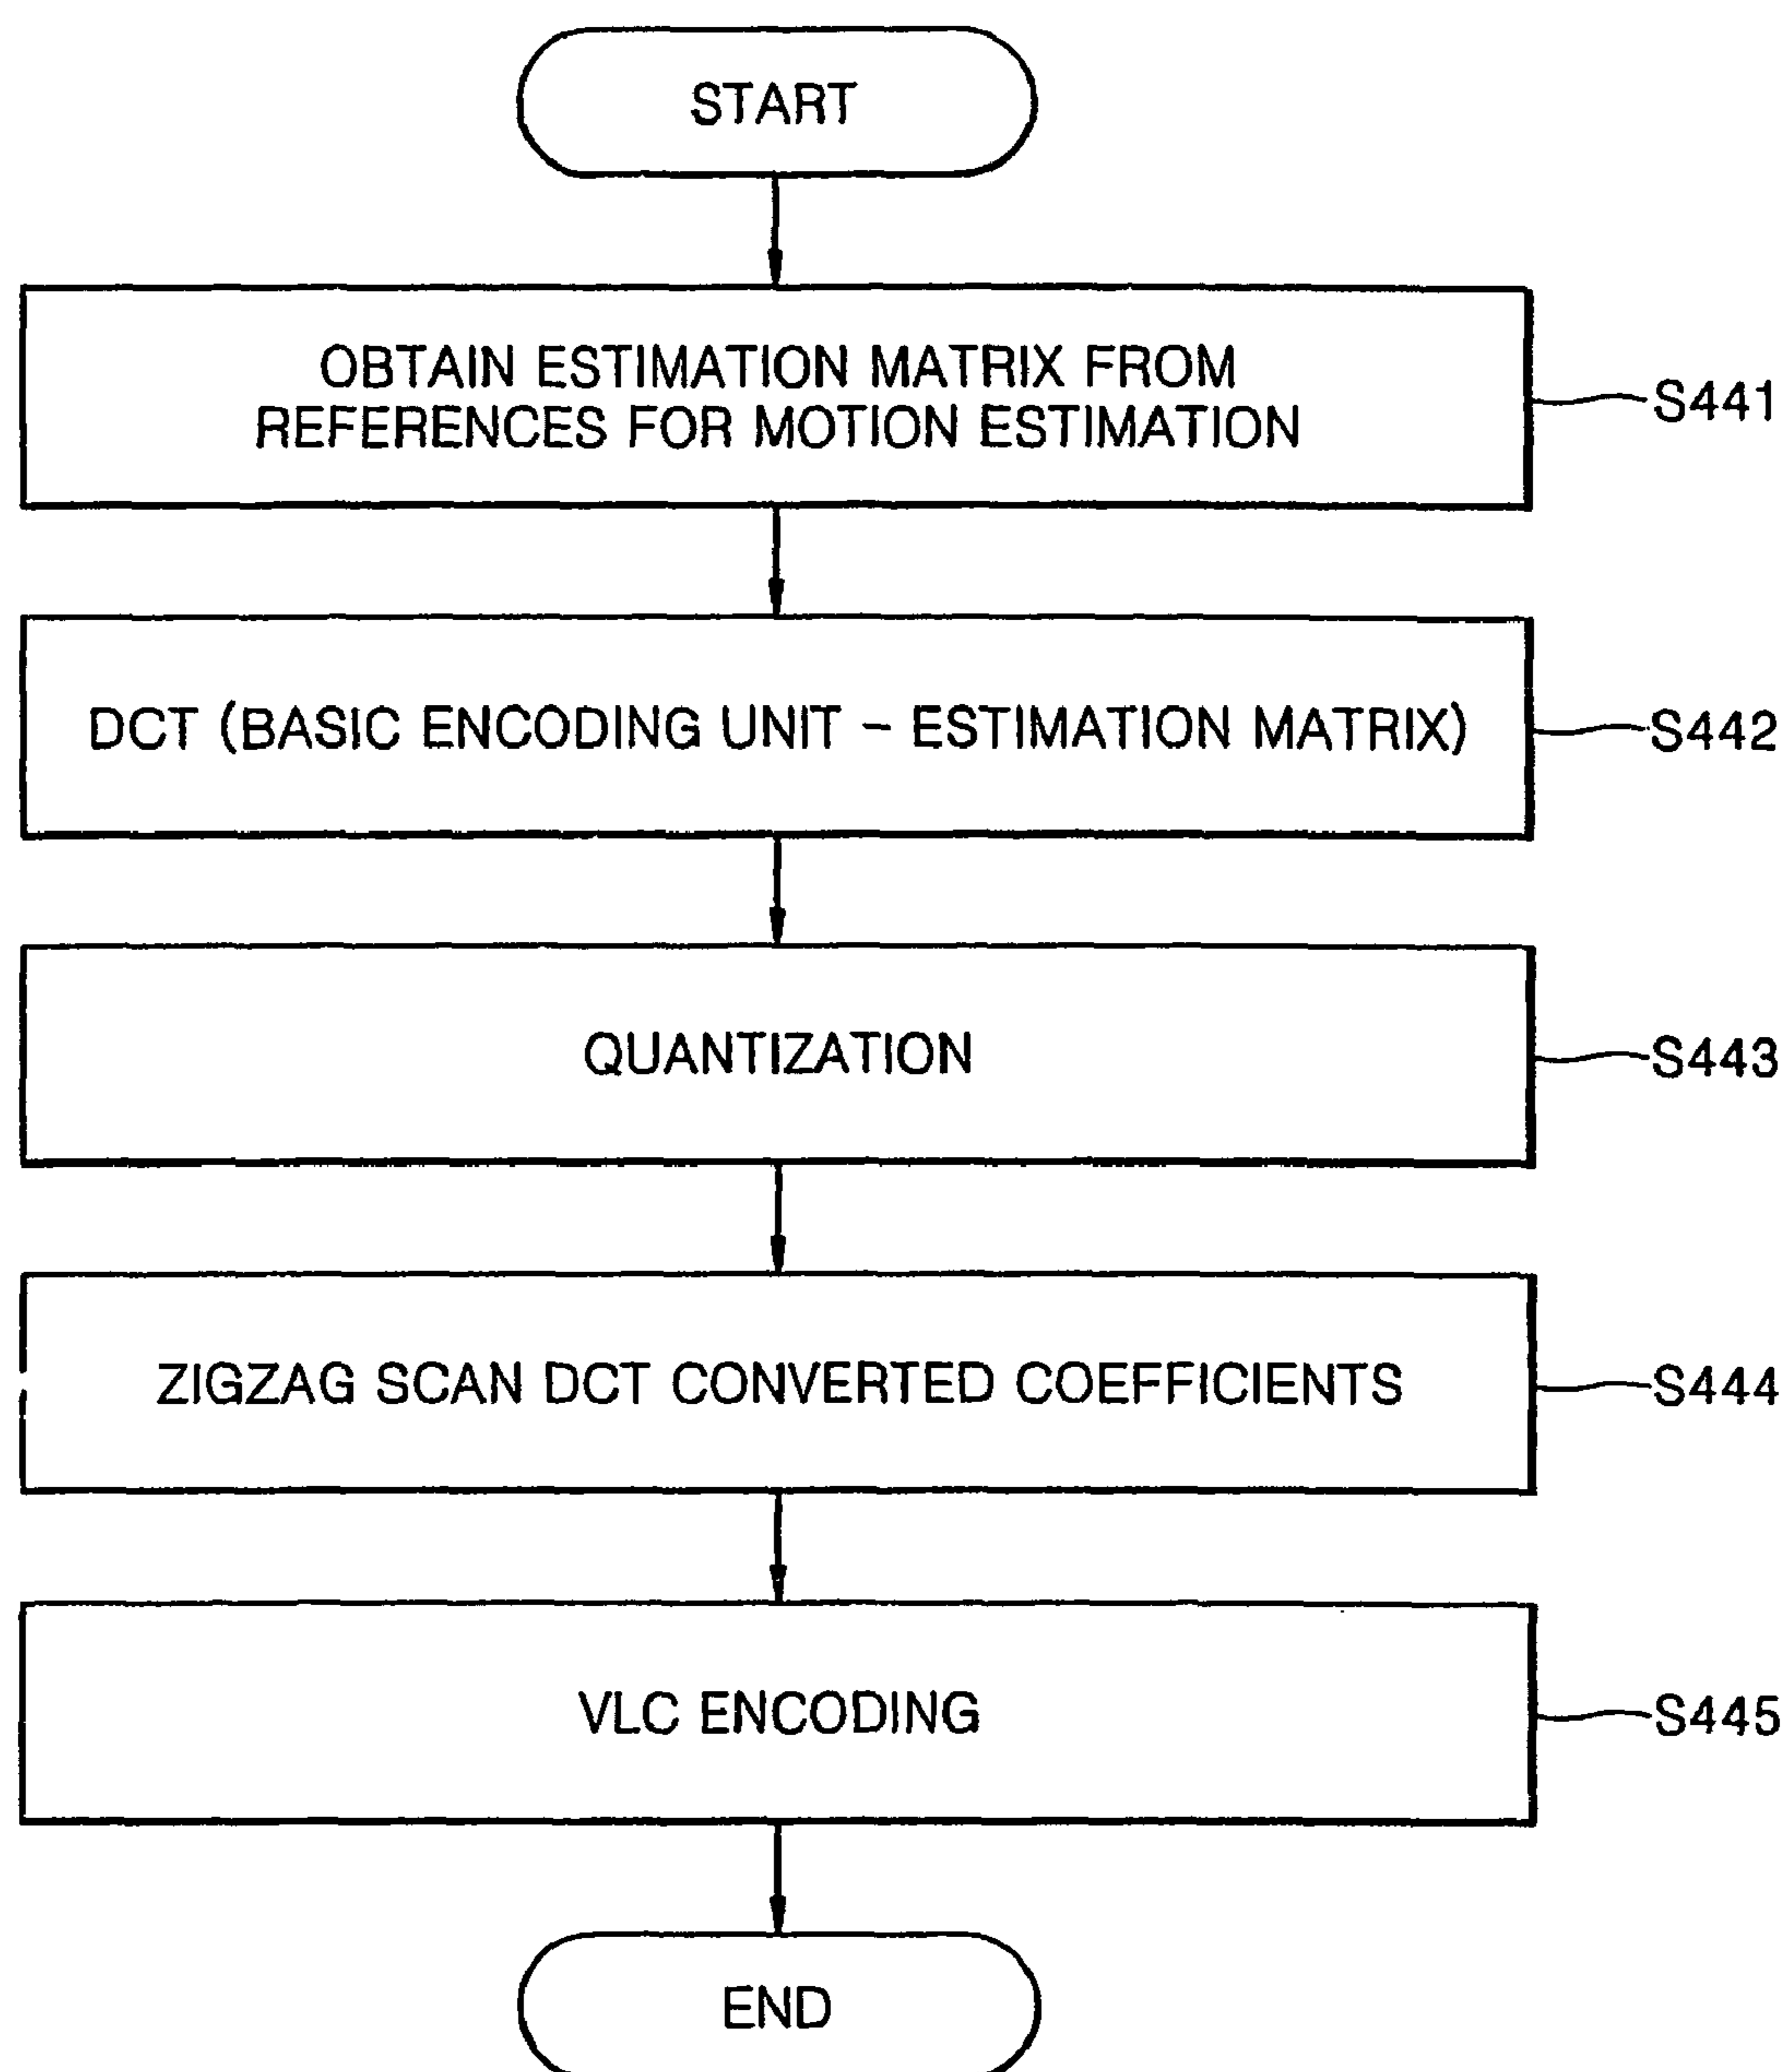 START
OBTAIN ESTIMATION MATRIX FROM
REFERENCES FOR MOTION ESTIMATION
S441
DCT (BASIC ENCODING UNIT - ESTIMATION MATRIX)
S442
QUANTIZATION
S443
ZIGZAG SCAN DCT CONVERTED COEFFICIENTS
S444
VLC ENCODING
S445
END